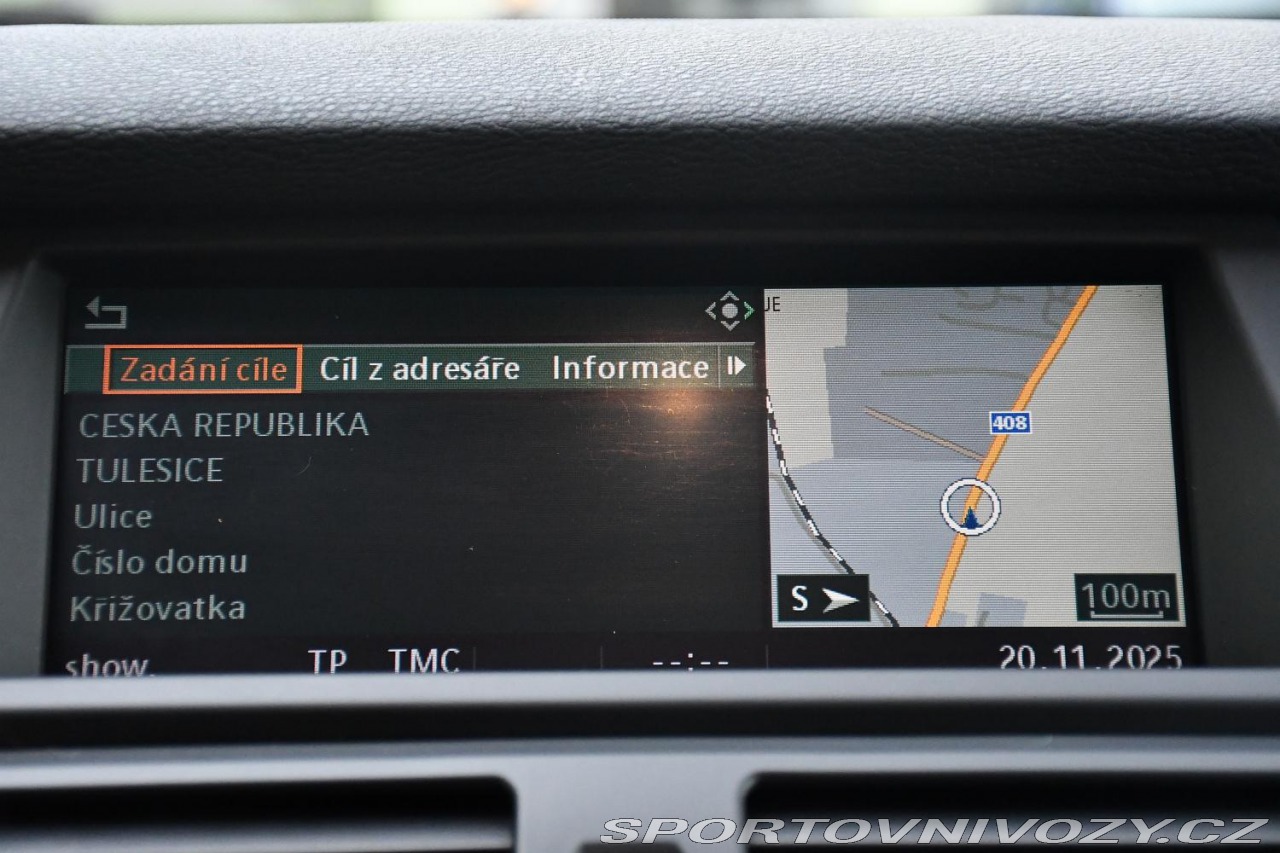 Zadání cíle Cíl z adresáře Informace
CESKA REPUBLIKA
TULESICE
Ulice
Číslo domu
Křižovatka
show. TP TMC --:-- 20.11.2025
JE
408
S 100m
SPORTOVNIVOZY.CZ